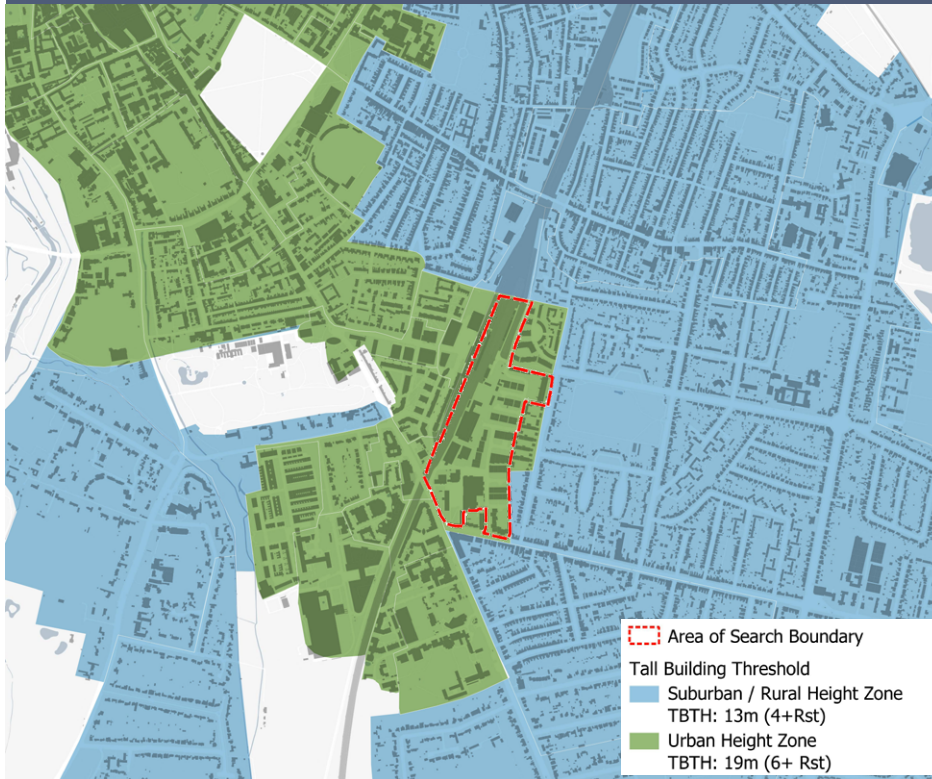 Area of Search Boundary
Tall Building Threshold
Suburban / Rural Height Zone
TBTH: 13m (4+Rst)
Urban Height Zone
TBTH: 19m (6+ Rst)